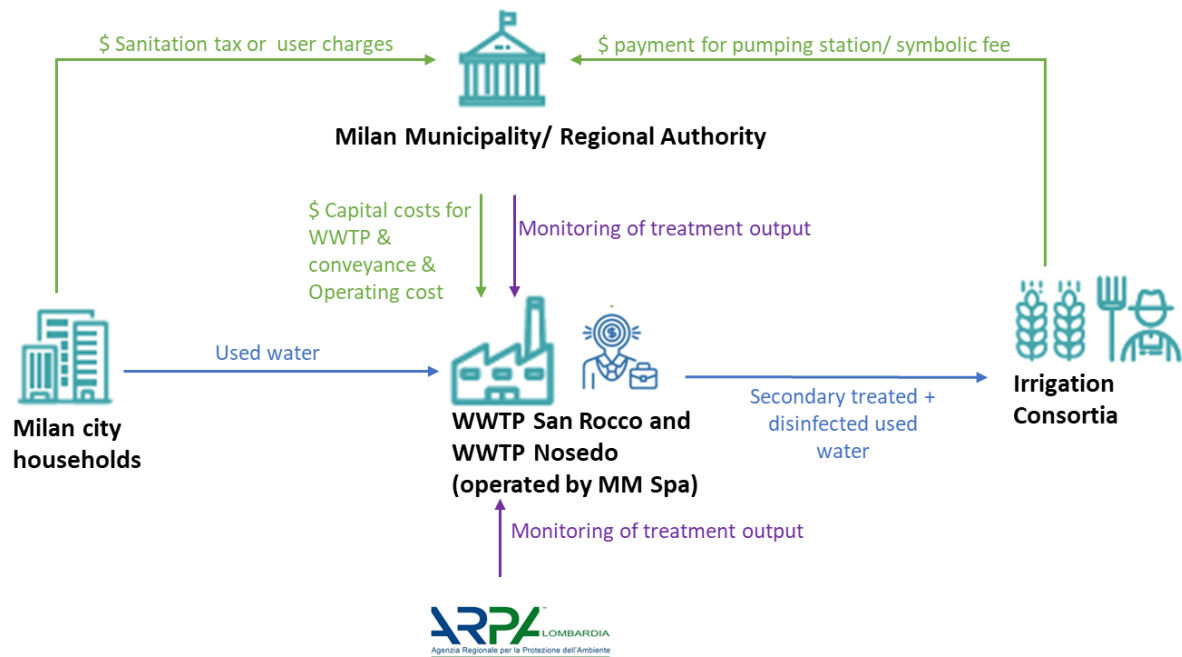 $ Sanitation tax or user charges
$ payment for pumping station/ symbolic fee
Milan Municipality/ Regional Authority
$ Capital costs for
WWTP &
conveyance &
Operating cost
Monitoring of treatment output
Used water
Milan city
households
WWTP San Rocco and
WWTP Nosedo
(operated by MM Spa)
Secondary treated +
disinfected used
water
Irrigation
Consortia
Monitoring of treatment output
ARPA LOMBARDIA
Agenzia Regionale per la Protezione dell'Ambiente